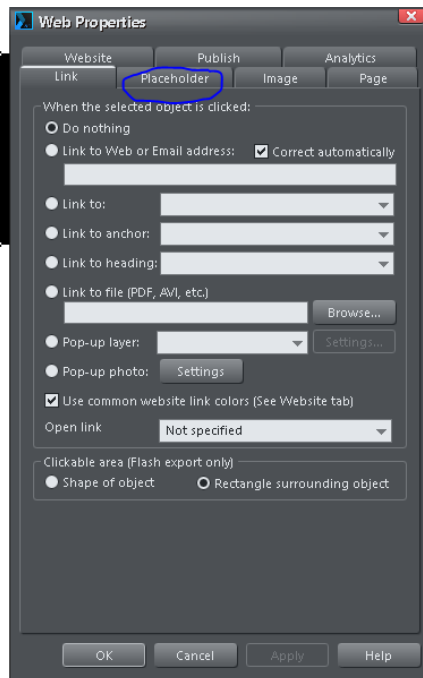 Web Properties
Website Publish Analytics
Link Placeholder Image Page
When the selected object is clicked:
Do nothing
Link to Web or Email address: Correct automatically
Link to:
Link to anchor:
Link to heading:
Link to file (PDF, AVI, etc.)
Browse...
Pop-up layer: Settings...
Pop-up photo: Settings
Use common website link colors (See Website tab)
Open link Not specified
Clickable area (Flash export only)
Shape of object Rectangle surrounding object
OK Cancel Apply Help